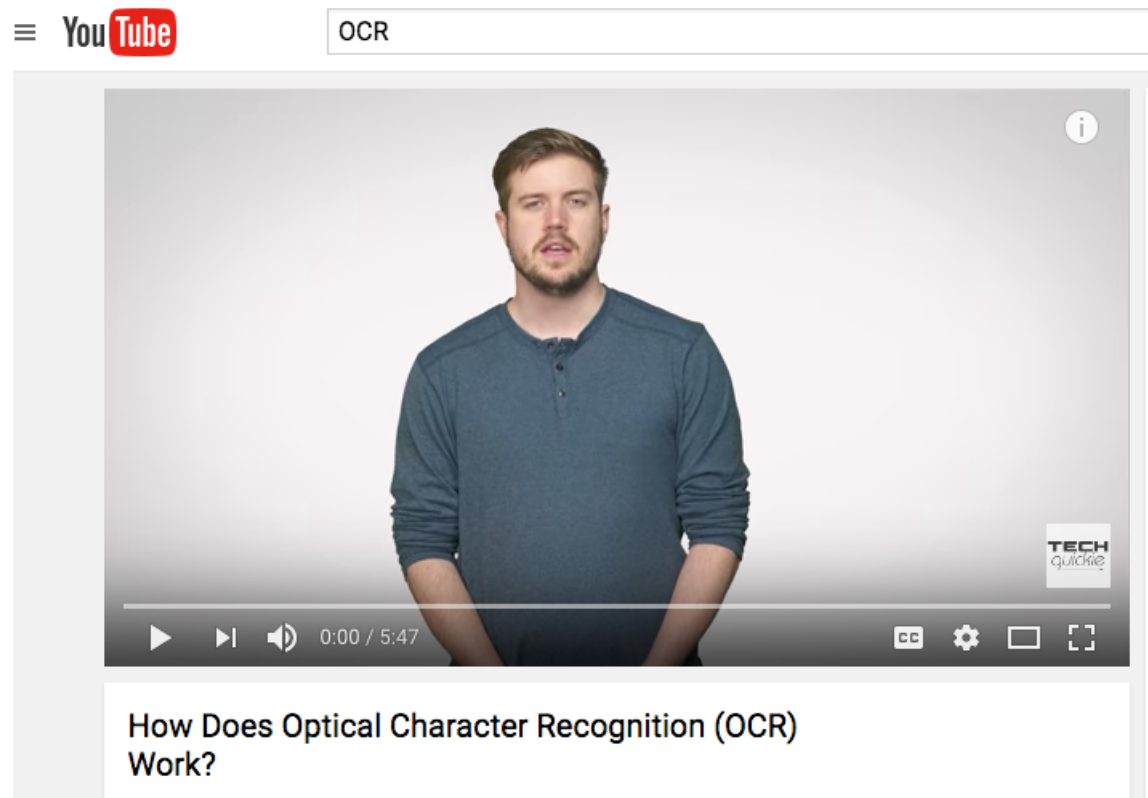 YouTube
OCR
i
TECH
quickie
0:00 / 5:47
CC
How Does Optical Character Recognition (OCR)
Work?